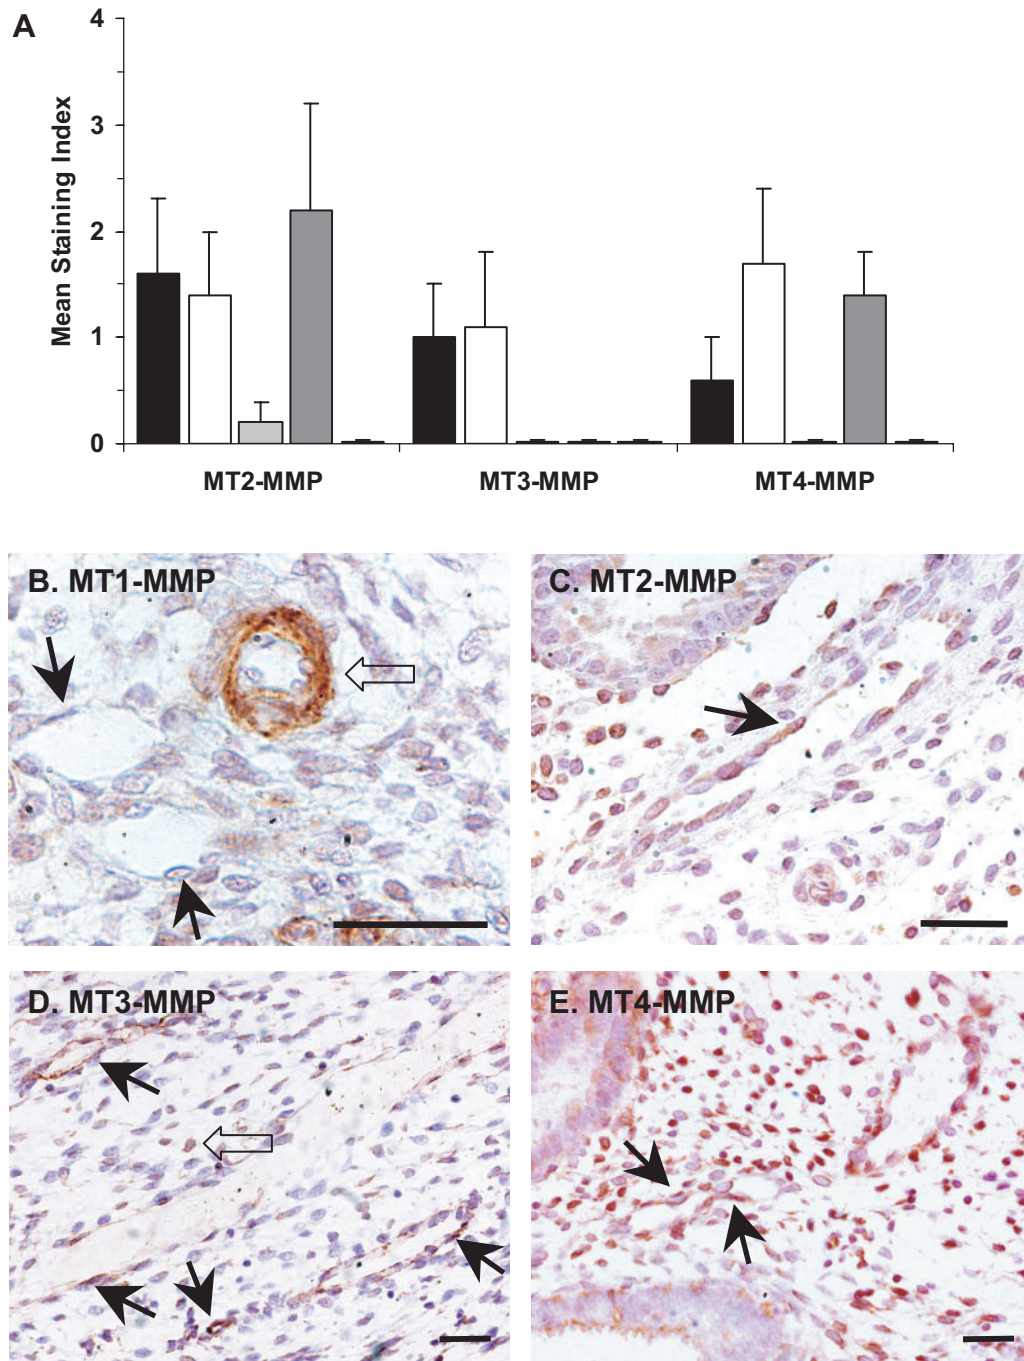 A
4
3
2
1
0
Mean Staining Index
MT2-MMP MT3-MMP MT4-MMP
B. MT1-MMP
C. MT2-MMP
D. MT3-MMP
E. MT4-MMP